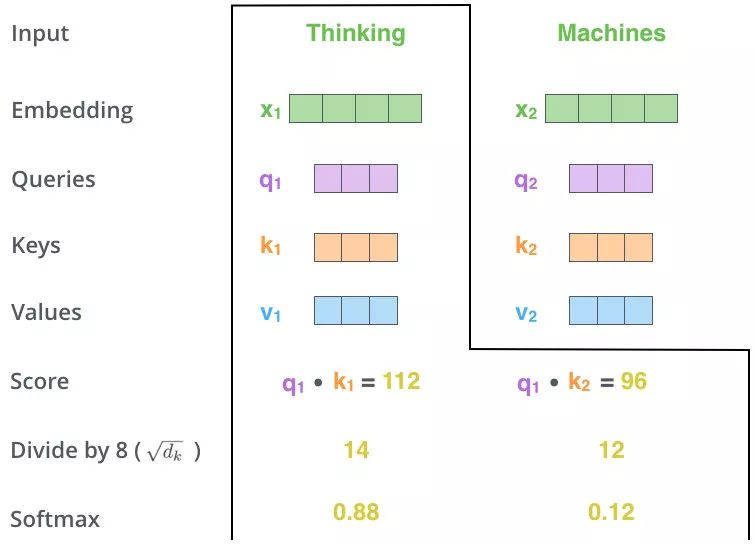 Input Thinking Machines
Embedding x₁ x₂
Queries q₁ q₂
Keys k₁ k₂
Values v₁ v₂
Score q₁ • k₁ = 112 q₁ • k₂ = 96
Divide by 8 ( √dₖ ) 14 12
Softmax 0.88 0.12